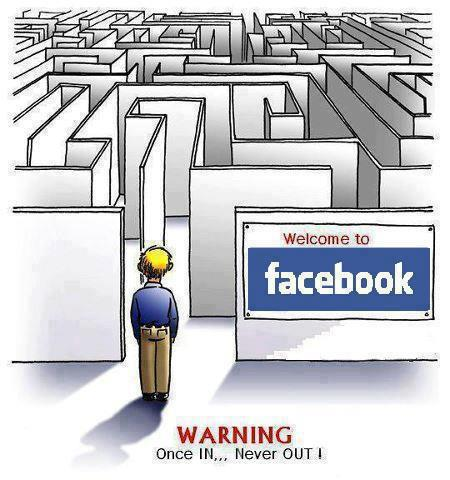 Welcome to
facebook
WARNING
Once IN,,, Never OUT !